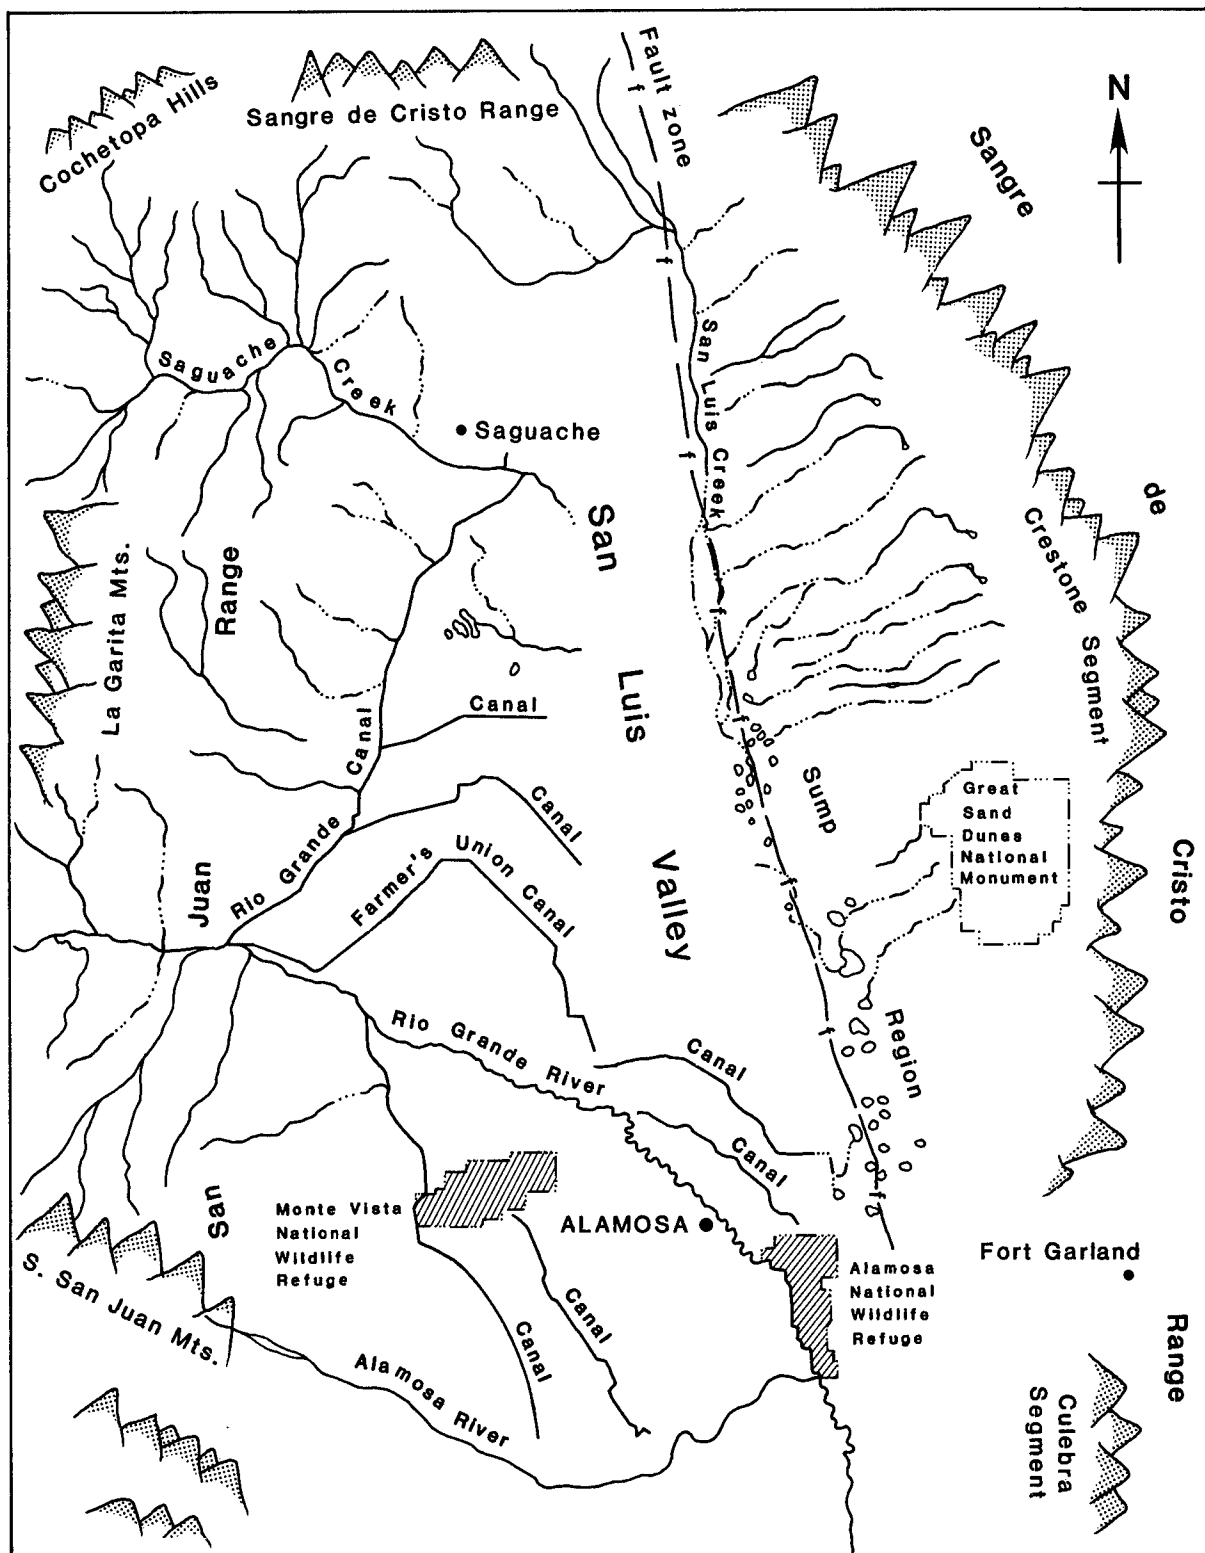 N
Fault zone
f
Cochetopa Hills
Sangre de Cristo Range
Sangre
de
Cristo
Range
f
San Luis Creek
Saguache
Creek
Saguache
f
Crestone Segment
San
Luis
Valley
La Garita Mts.
Range
Juan
San
f
Canal
f
Rio Grande Canal
Canal
Farmer's Union Canal
Sump
Region
Great
Sand
Dunes
National
Monument
f
Rio Grande River
f
Canal
Canal
f
Monte Vista
National
Wildlife
Refuge
ALAMOSA
Fort Garland
Alamosa
National
Wildlife
Refuge
S. San Juan Mts.
Canal
Canal
Alamosa River
Culebra
Segment